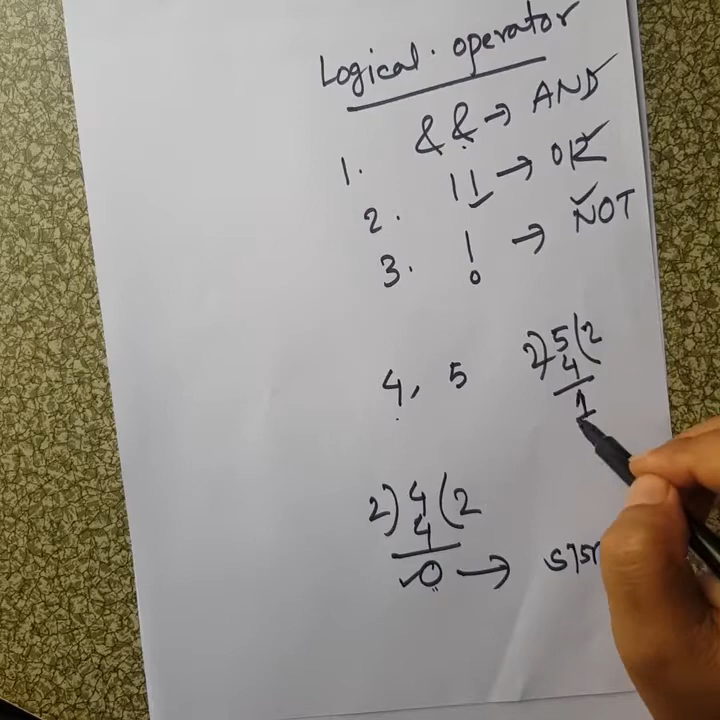 Logical operator
1. && → AND
2. || → OR
3. ! → NOT
4, 5
2)5(2
4
1
2)4(2
4
0 →